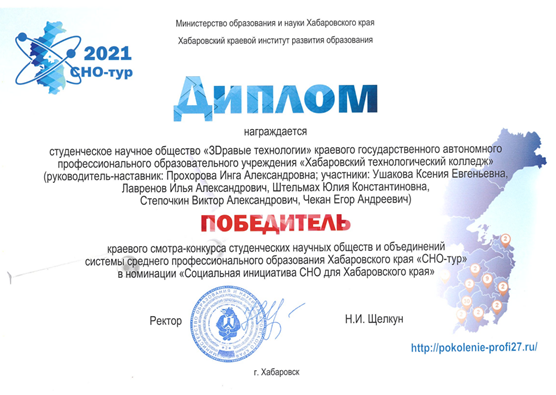 Министерство образования и науки Хабаровского края
Хабаровский краевой институт развития образования
2021
СНО-тур
Диплом
награждается
студенческое научное общество «3Dравые технологии» краевого государственного автономного
профессионального образовательного учреждения «Хабаровский технологический колледж»
(руководитель-наставник: Прохорова Инга Александровна; участники: Ушакова Ксения Евгеньевна,
Лавренов Илья Александрович, Штельмах Юлия Константиновна,
Степочкин Виктор Александрович, Чекан Егор Андреевич)
ПОБЕДИТЕЛЬ
краевого смотра-конкурса студенческих научных обществ и объединений
системы среднего профессионального образования Хабаровского края «СНО-тур»
в номинации «Социальная инициатива СНО для Хабаровского края»
Ректор
Н.И. Щелкун
http://pokolenie-profi27.ru/
г. Хабаровск